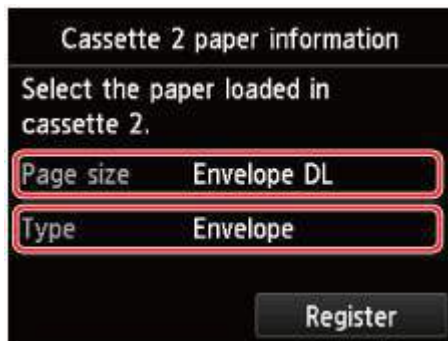 Cassette 2 paper information
Select the paper loaded in
cassette 2.
Page size Envelope DL
Type Envelope
Register